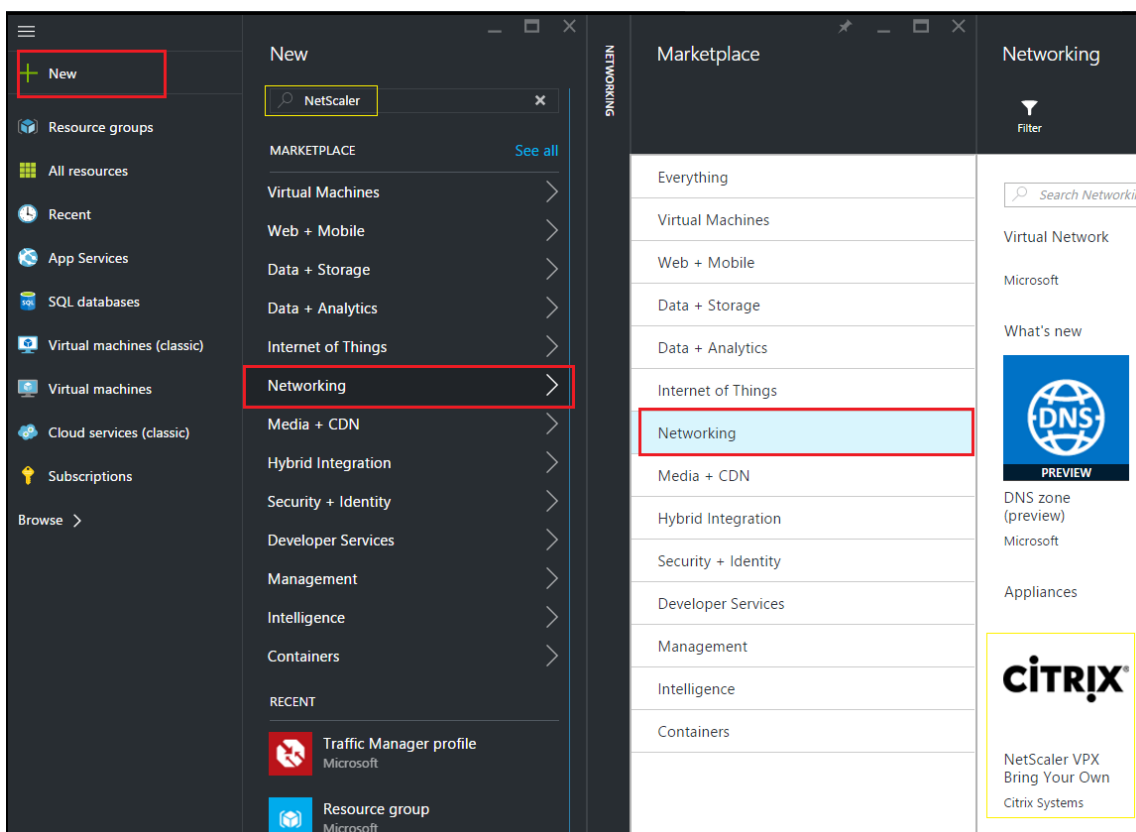 New
Resource groups
All resources
Recent
App Services
SQL
SQL databases
Virtual machines (classic)
Virtual machines
Cloud services (classic)
Subscriptions
Browse
New
NetScaler
MARKETPLACE See all
Virtual Machines
Web + Mobile
Data + Storage
Data + Analytics
Internet of Things
Networking
Media + CDN
Hybrid Integration
Security + Identity
Developer Services
Management
Intelligence
Containers
RECENT
Traffic Manager profile
Microsoft
Resource group
Microsoft
NETWORKING
Marketplace
Everything
Virtual Machines
Web + Mobile
Data + Storage
Data + Analytics
Internet of Things
Networking
Media + CDN
Hybrid Integration
Security + Identity
Developer Services
Management
Intelligence
Containers
Networking
Filter
Search
Virtual Network
Microsoft
What's new
DNS
PREVIEW
DNS zone
(preview)
Microsoft
Appliances
CİTRIX
NetScaler VPX
Bring Your Own
Citrix Systems